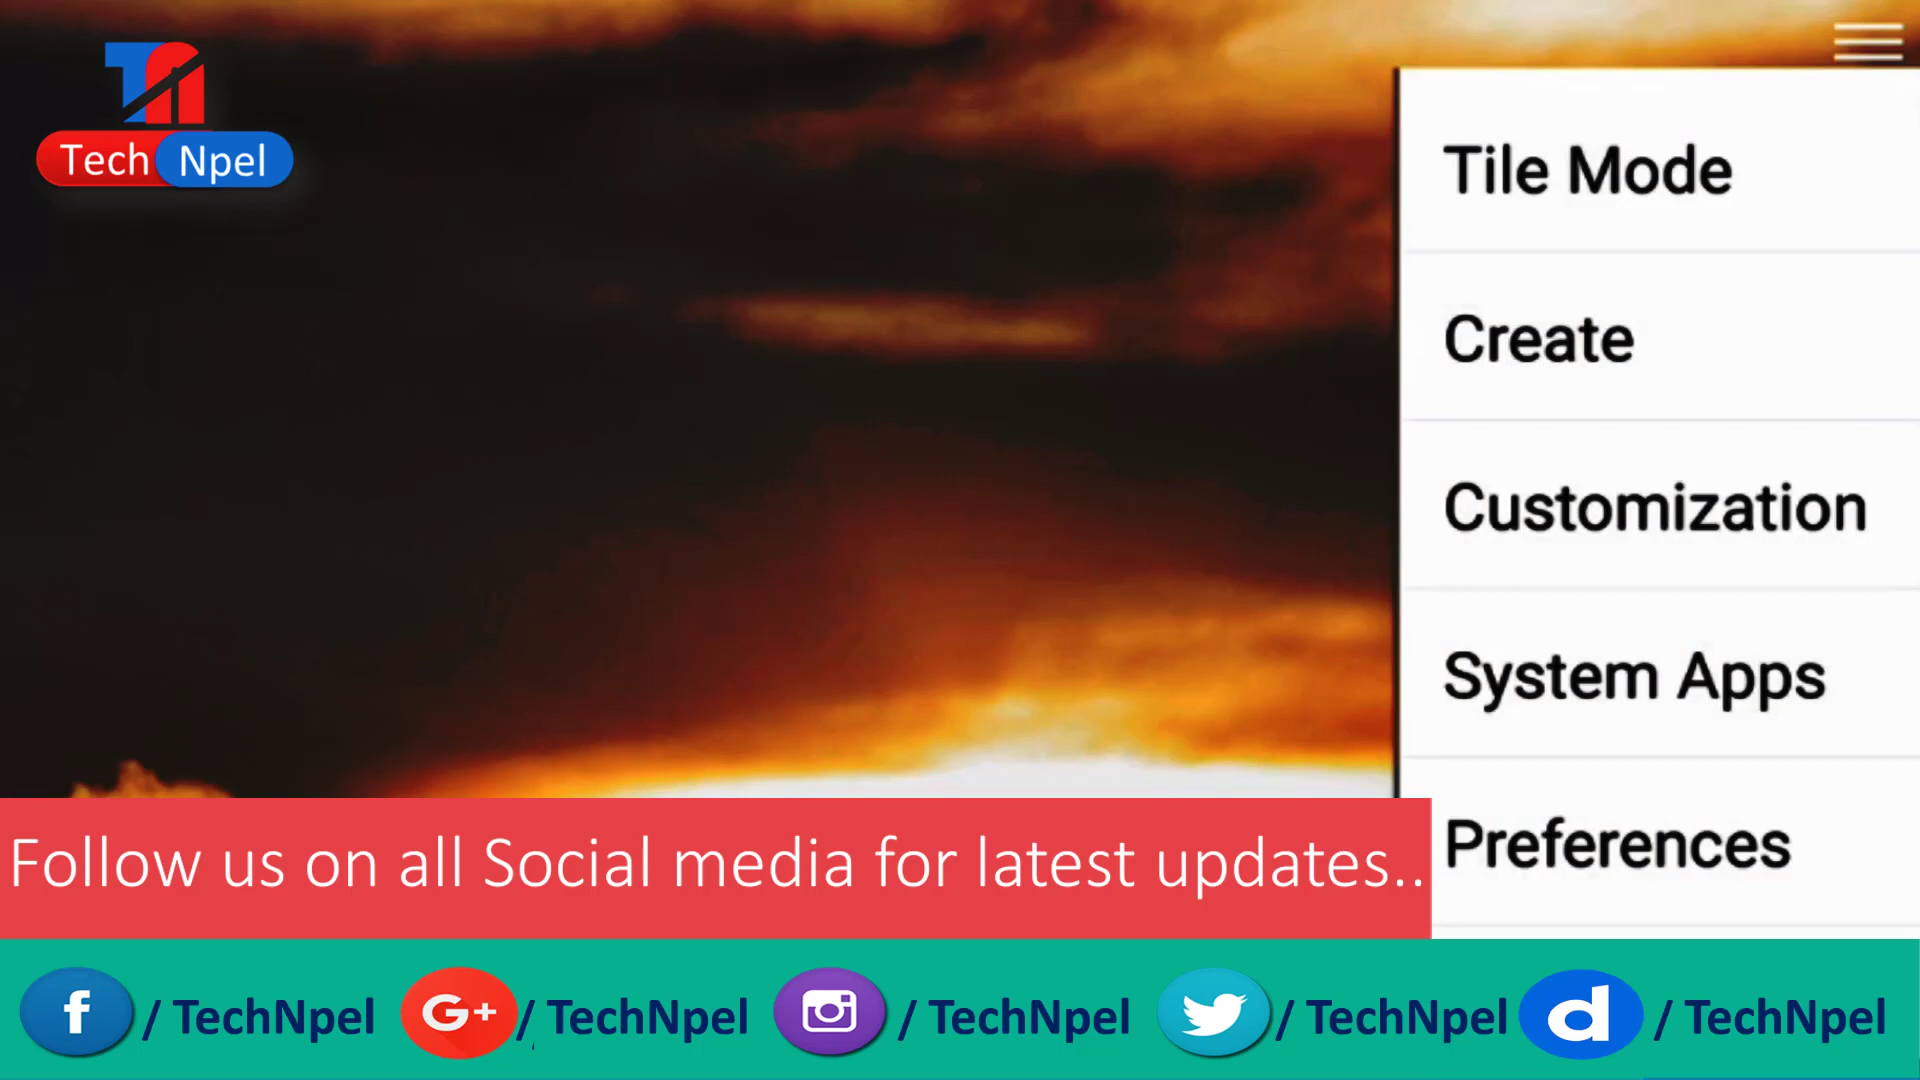 Tech Npel
Tile Mode
Create
Customization
System Apps
Preferences
Follow us on all Social media for latest updates..
/ TechNpel
G+ / TechNpel
/ TechNpel
/ TechNpel
/ TechNpel